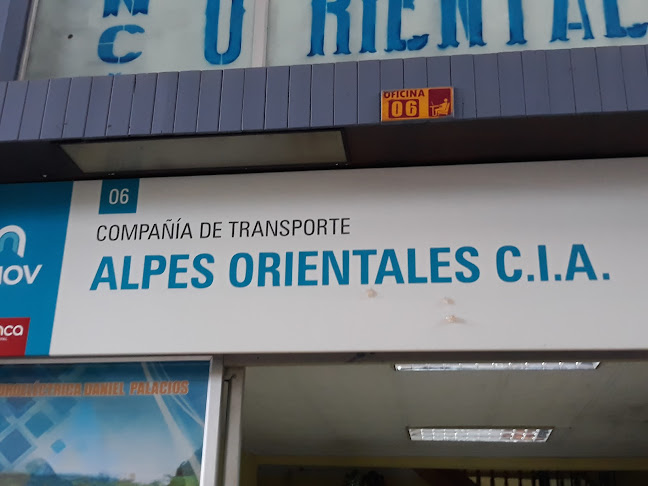 ORIENTAL
OFICINA
06
06
COMPAÑÍA DE TRANSPORTE
ALPES ORIENTALES C.I.A.
DANIEL PALACIOS